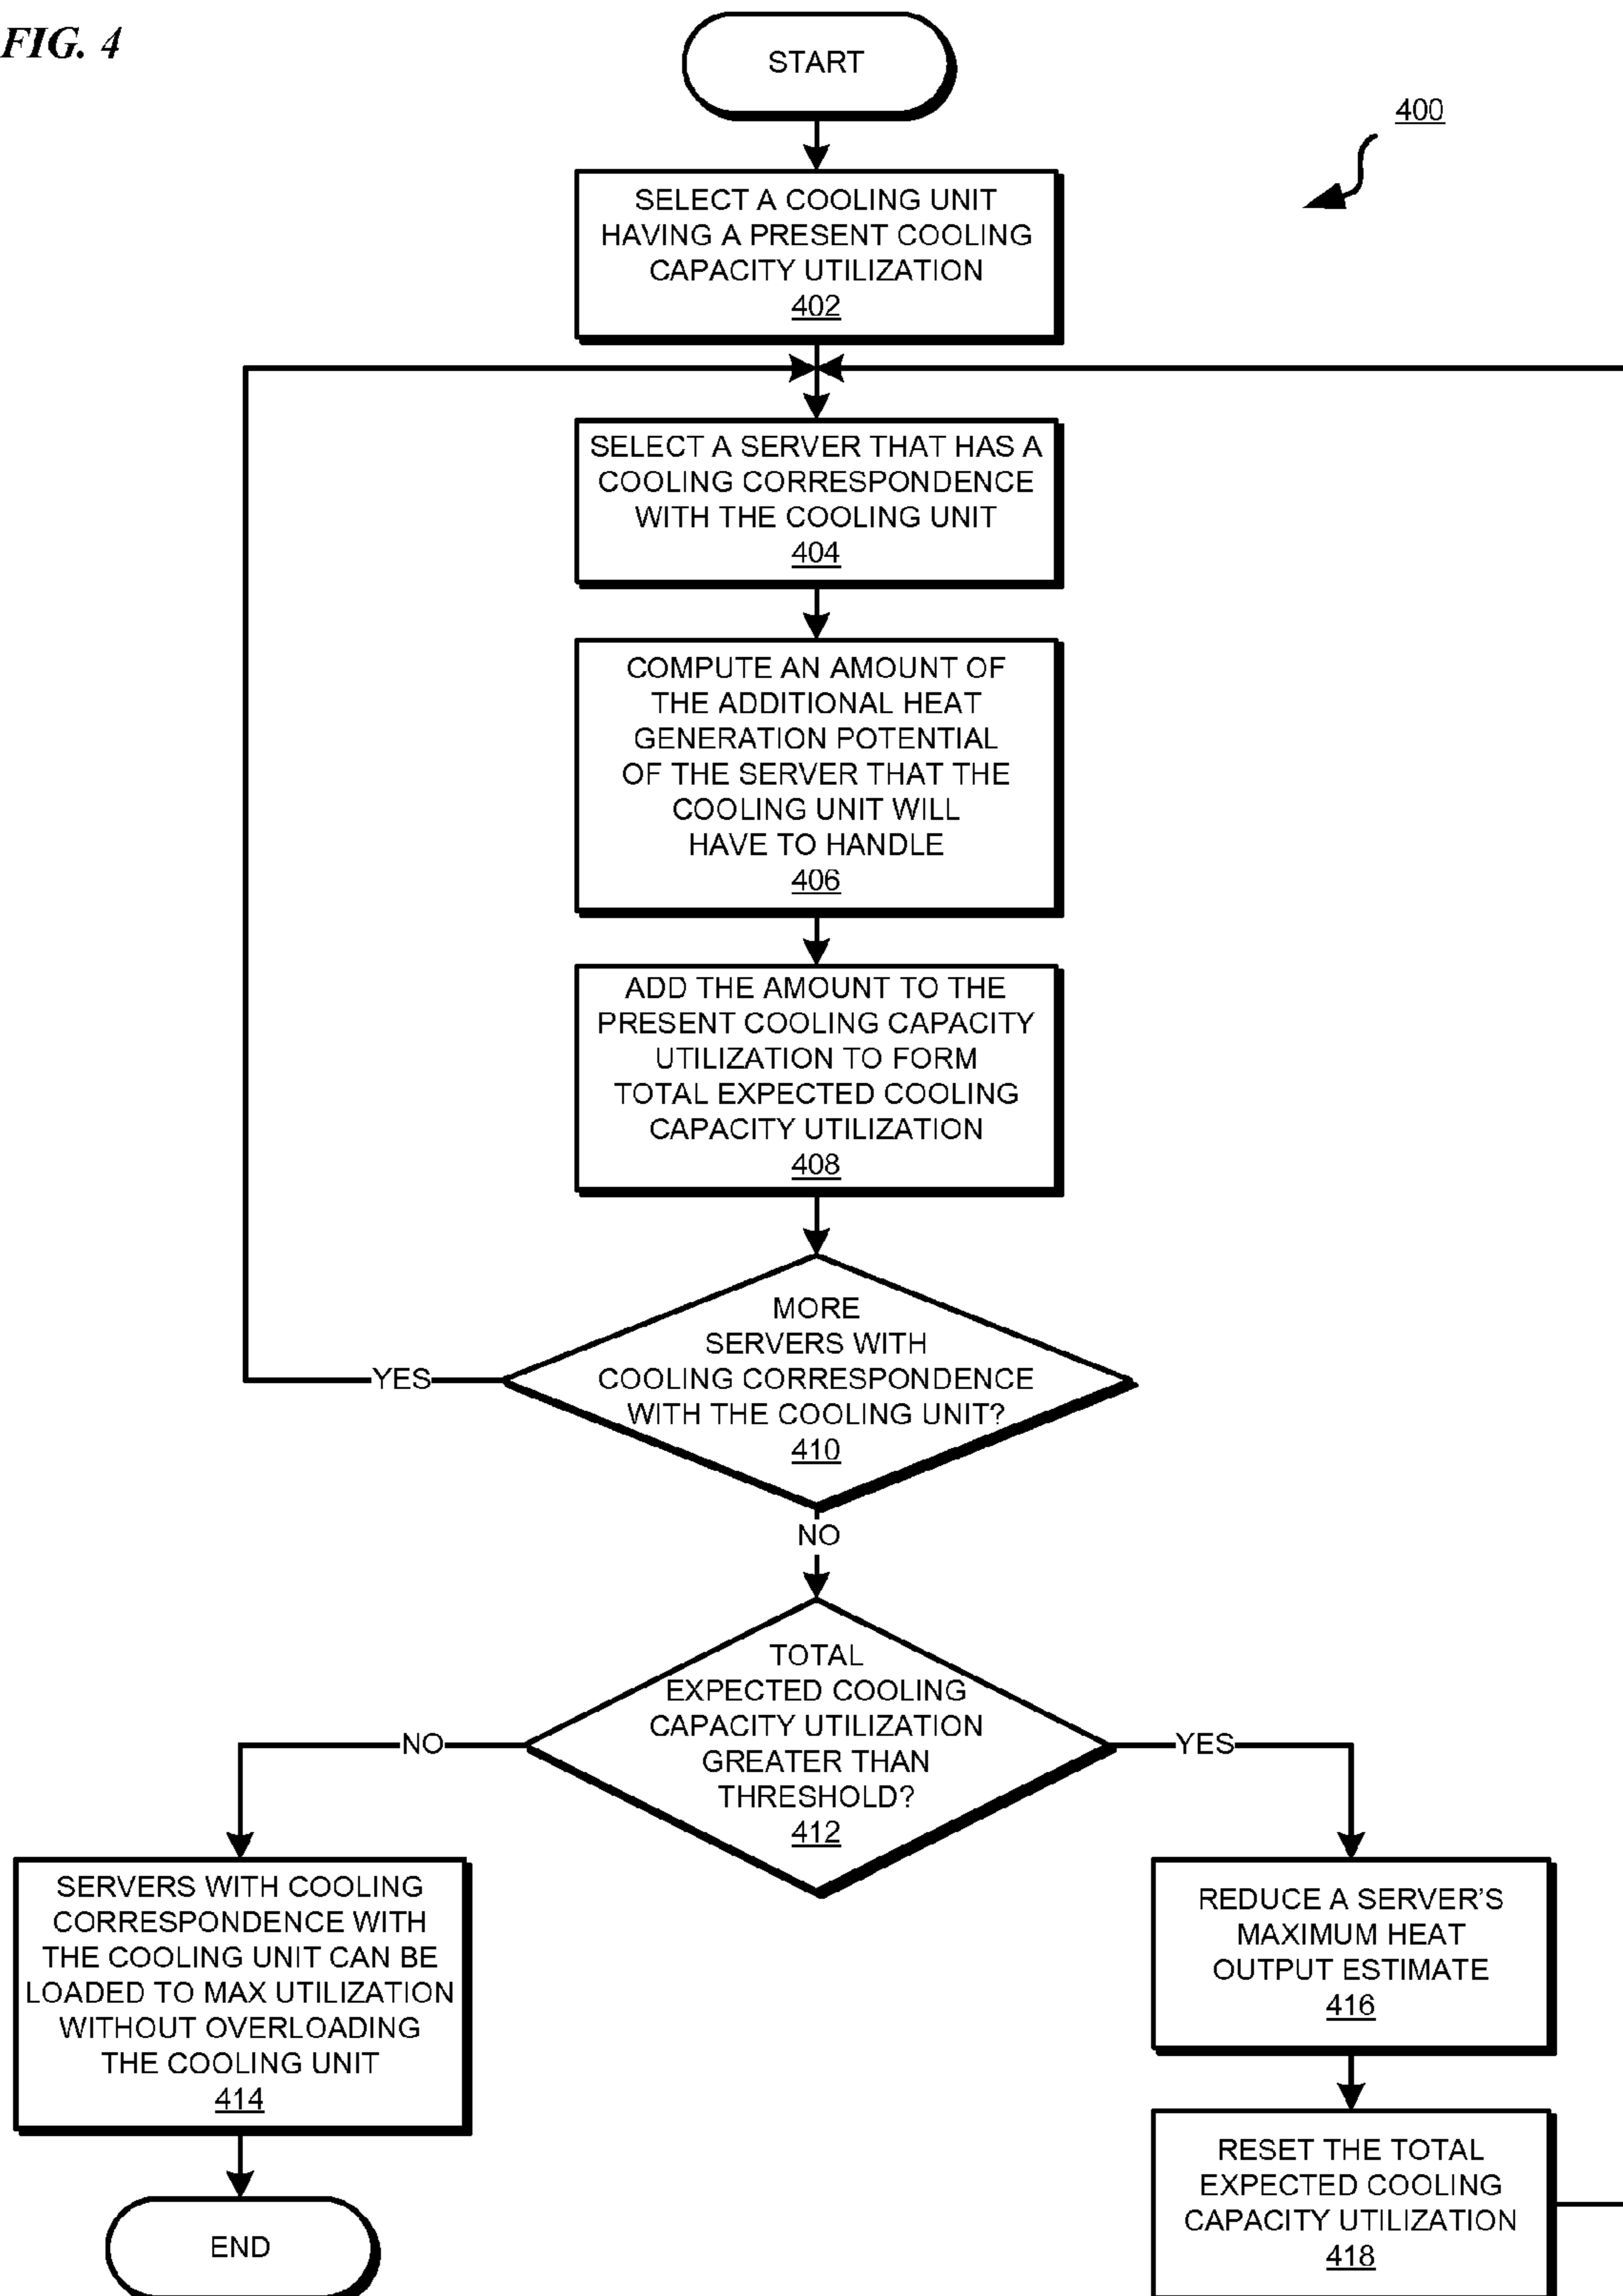 FIG. 4
START
400
SELECT A COOLING UNIT
HAVING A PRESENT COOLING
CAPACITY UTILIZATION
402
SELECT A SERVER THAT HAS A
COOLING CORRESPONDENCE
WITH THE COOLING UNIT
404
COMPUTE AN AMOUNT OF
THE ADDITIONAL HEAT
GENERATION POTENTIAL
OF THE SERVER THAT THE
COOLING UNIT WILL
HAVE TO HANDLE
406
ADD THE AMOUNT TO THE
PRESENT COOLING CAPACITY
UTILIZATION TO FORM
TOTAL EXPECTED COOLING
CAPACITY UTILIZATION
408
MORE
SERVERS WITH
COOLING CORRESPONDENCE
WITH THE COOLING UNIT?
410
YES
NO
TOTAL
EXPECTED COOLING
CAPACITY UTILIZATION
GREATER THAN
THRESHOLD?
412
NO
YES
SERVERS WITH COOLING
CORRESPONDENCE WITH
THE COOLING UNIT CAN BE
LOADED TO MAX UTILIZATION
WITHOUT OVERLOADING
THE COOLING UNIT
414
REDUCE A SERVER'S
MAXIMUM HEAT
OUTPUT ESTIMATE
416
RESET THE TOTAL
EXPECTED COOLING
CAPACITY UTILIZATION
418
END